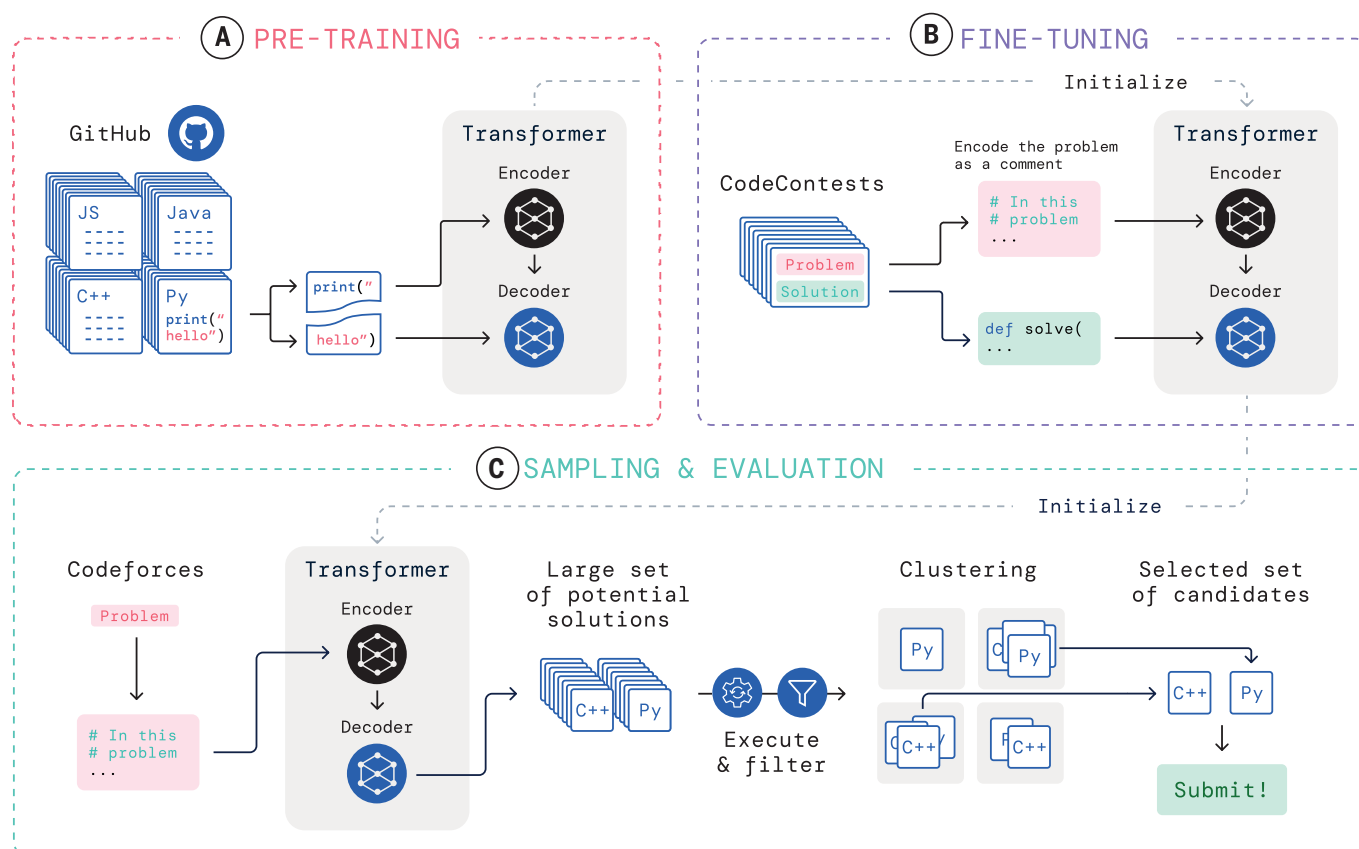 A PRE-TRAINING
GitHub
JS
Java
C++
Py
print("
hello")
print("
hello")
Transformer
Encoder
Decoder
B FINE-TUNING
Initialize
CodeContests
Problem
Solution
Encode the problem
as a comment
# In this
# problem
...
def solve(
...
Transformer
Encoder
Decoder
C SAMPLING & EVALUATION
Initialize
Codeforces
Problem
# In this
# problem
...
Transformer
Encoder
Decoder
Large set
of potential
solutions
C++
Py
Execute
& filter
Clustering
Py
C
Py
C++
C++
Selected set
of candidates
C++
Py
Submit!